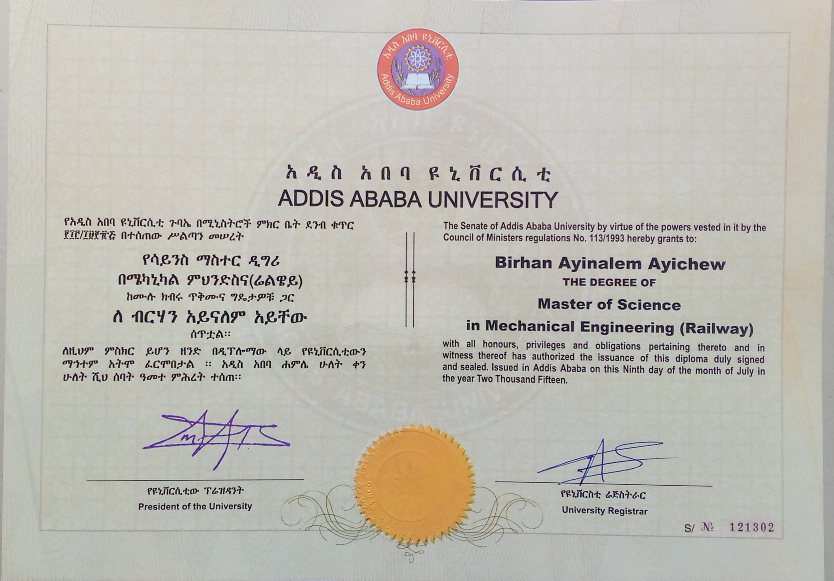 አዲስ አበባ ዩኒቨርሲቲ
Addis Ababa University
አዲስ አበባ ዩኒቨርሲቲ
ADDIS ABABA UNIVERSITY
የአዲስ አበባ ዩኒቨርሲቲ ጉባኤ በሚኒስትሮች ምክር ቤት ደንብ ቁጥር
በተሰጠው ሥልጣን መሠረት
የሳይንስ ማስተር ዲግሪ
በሜካኒካል ምህንድስና(ሬልዌይ)
ከሙሉ ክብሩ ጥቅሙና ግዴታዎቹ ጋር
ለ ብርሃን አይናለም አይቸው
ሰጥቷል።
ለዚህም ምስክር ይሆን ዘንድ በዲፕሎማው ላይ የዩኒቨርሲቲውን
ማኅተም አትሞ ፈርሞበታል ። አዲስ አበባ ሐምሌ ሁለት ቀን
ሁለት ሺህ ሰባት ዓመተ ምሕረት ተሰጠ።
The Senate of Addis Ababa University by virtue of the powers vested in it by the
Council of Ministers regulations No. 113/1993 hereby grants to:
Birhan Ayinalem Ayichew
THE DEGREE OF
Master of Science
in Mechanical Engineering (Railway)
with all honours, privileges and obligations pertaining thereto and in
witness thereof has authorized the issuance of this diploma duly signed
and sealed. Issued in Addis Ababa on this Ninth day of the month of July in
the year Two Thousand Fifteen.
የዩኒቨርሲቲው ፕሬዝዳንት
President of the University
የዩኒቨርስቲ ሬጅስትራር
University Registrar
S/ № 121302